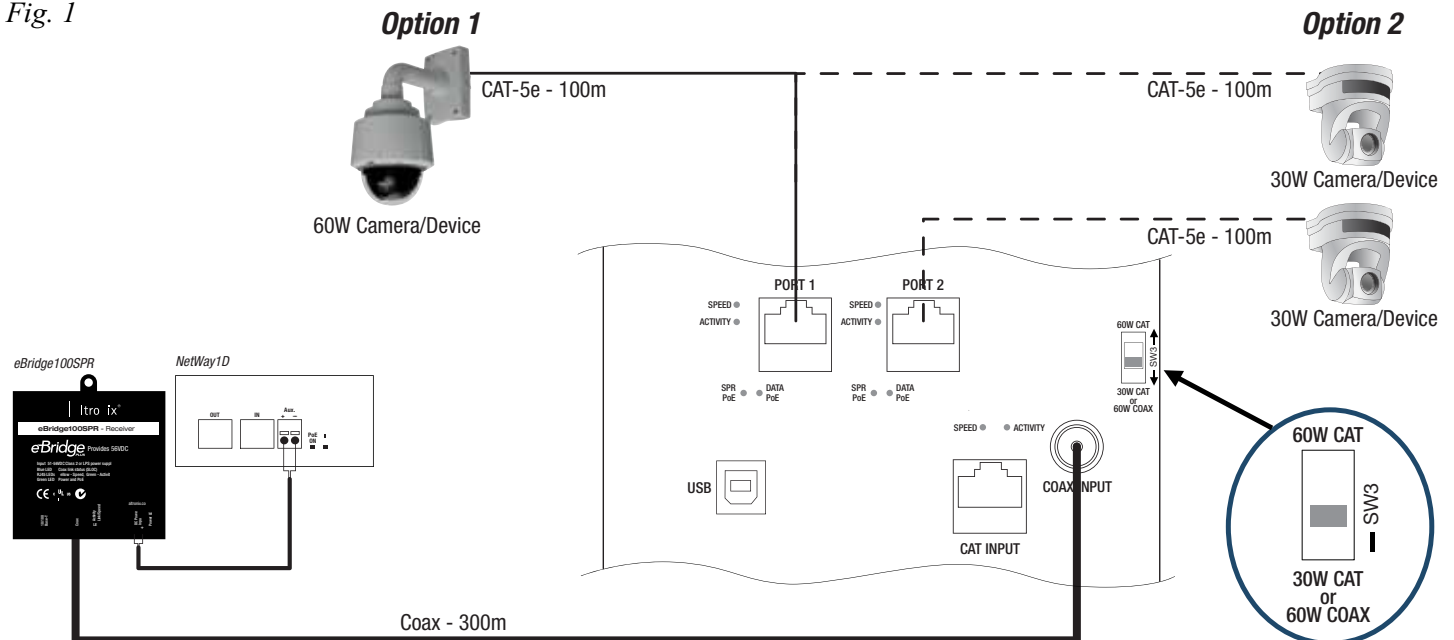 Fig. 1
Option 1
Option 2
CAT-5e - 100m
CAT-5e - 100m
60W Camera/Device
30W Camera/Device
CAT-5e - 100m
30W Camera/Device
PORT 1
PORT 2
SPEED
ACTIVITY
SPEED
ACTIVITY
SPR PoE
DATA PoE
SPR PoE
DATA PoE
60W CAT
SW3
30W CAT
or
60W COAX
eBridge100SPR
NetWay1D
OUT
IN
Aux.
+ –
PoE
ON
ltro ix
eBridge100SPR - Receiver
eBridge PLUS Provides 56VDC
SPEED
ACTIVITY
USB
COAX INPUT
CAT INPUT
60W CAT
SW3
30W CAT
or
60W COAX
Coax - 300m